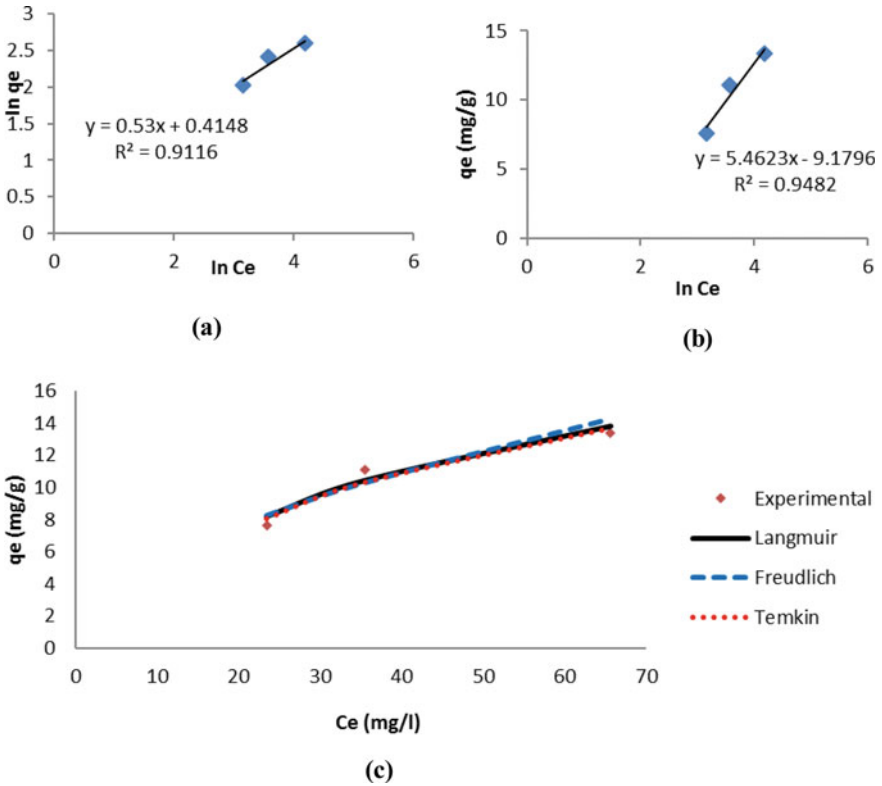 3
2.5
2
1.5
1
0.5
0
ln qe
y = 0.53x + 0.4148
R² = 0.9116
0 2 4 6
ln Ce
(a)
15
10
5
0
qe (mg/g)
y = 5.4623x - 9.1796
R² = 0.9482
0 2 4 6
ln Ce
(b)
16
14
12
10
8
6
4
2
0
qe (mg/g)
0 10 20 30 40 50 60 70
Ce (mg/l)
Experimental
Langmuir
Freudlich
Temkin
(c)